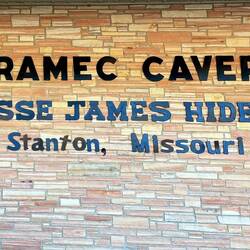 RAMEC CAVER
SSE JAMES HIDE
Stanton, Missouri